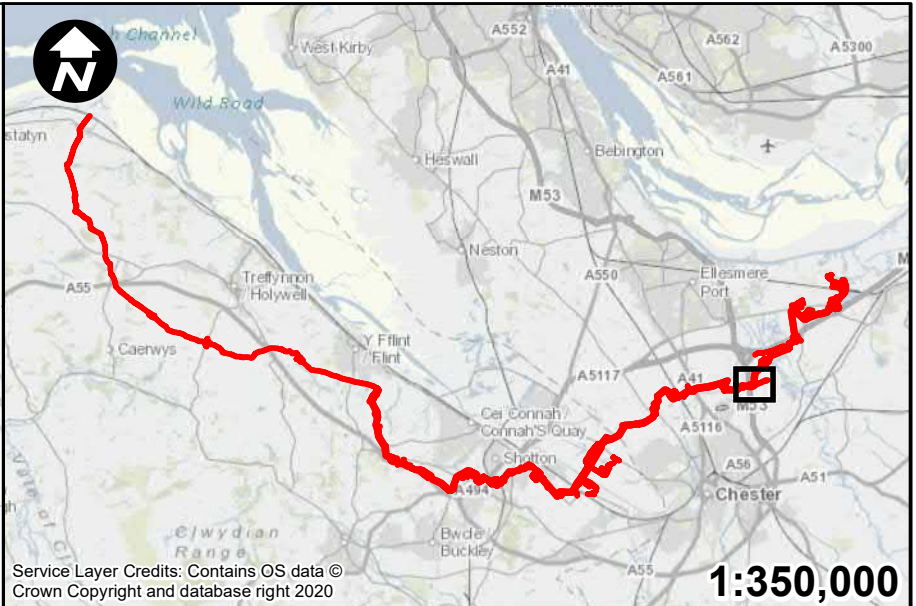 h Channel
A552
A562
A5300
West Kirby
A41
A561
N
Wild Road
statyn
Heswall
Bebington
M53
Neston
A550
Treffynnon
/Holywell
Ellesmere
Port
M
A55
Y Fflint
/Flint
Caerwys
A5117
A41
M53
Cei Connah/
Connah'S Quay
A5116
Shotton
A56
A51
A494
Chester
Clwydian
Range
Bwcle/
Buckley
A55
Service Layer Credits: Contains OS data ©
Crown Copyright and database right 2020
1:350,000